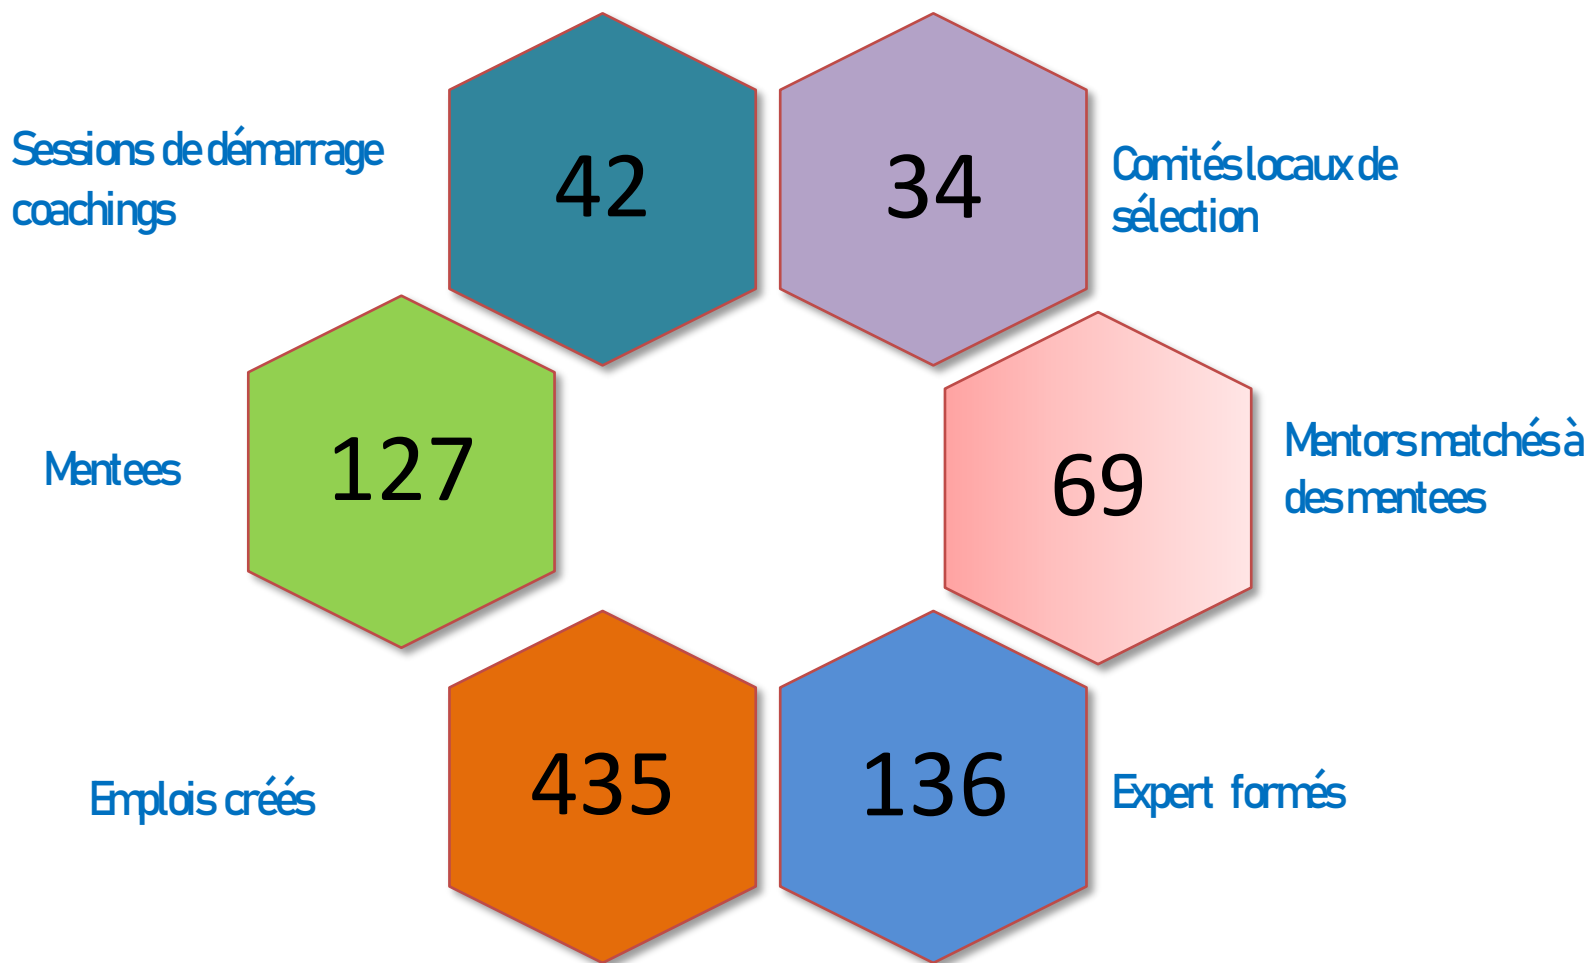 Sessions de démarrage
coachings
42
34
Comités locaux de
sélection
Mentees
127
69
Mentors matchés à
des mentees
Emplois créés
435
136
Expert formés